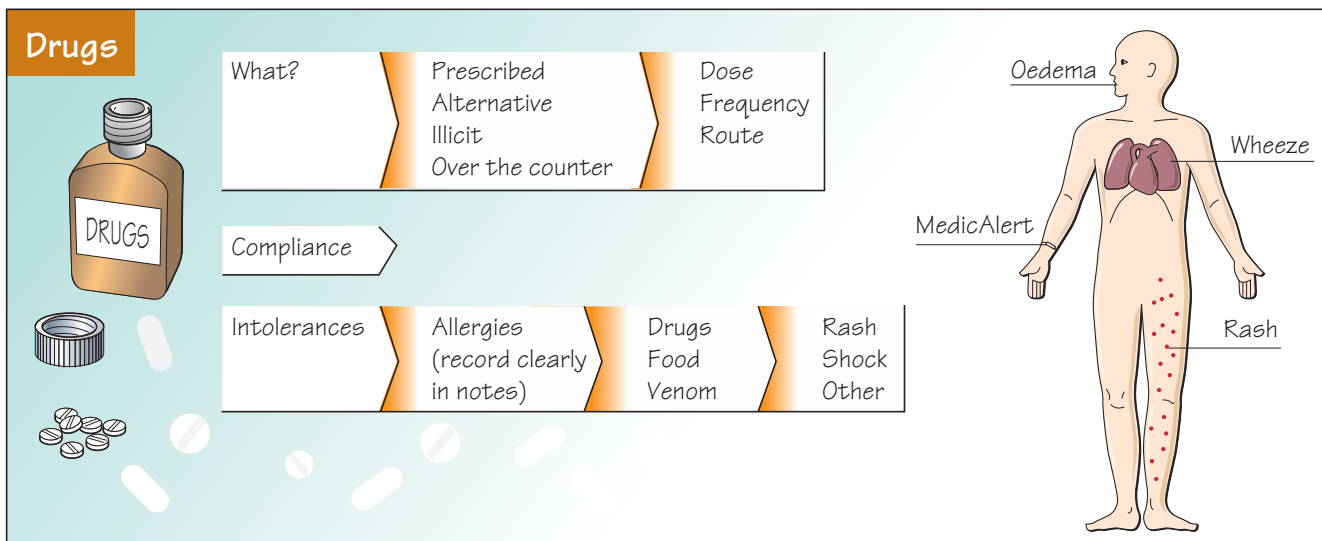 Drugs
What?
Prescribed
Alternative
Illicit
Over the counter
Dose
Frequency
Route
DRUGS
Compliance
Intolerances
Allergies
(record clearly
in notes)
Drugs
Food
Venom
Rash
Shock
Other
Oedema
Wheeze
MedicAlert
Rash